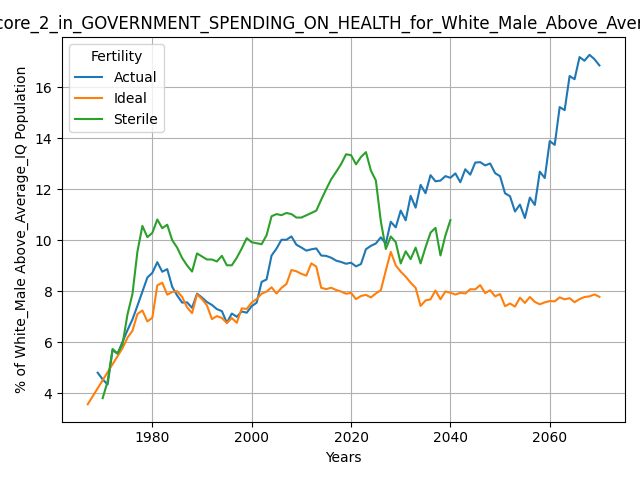 core_2_in_GOVERNMENT_SPENDING_ON_HEALTH_for_White_Male_Above_Aver
Fertility
Actual
Ideal
Sterile
% of White_Male Above_Average_IQ Population
16
14
12
10
8
6
4
1980 2000 2020 2040 2060
Years